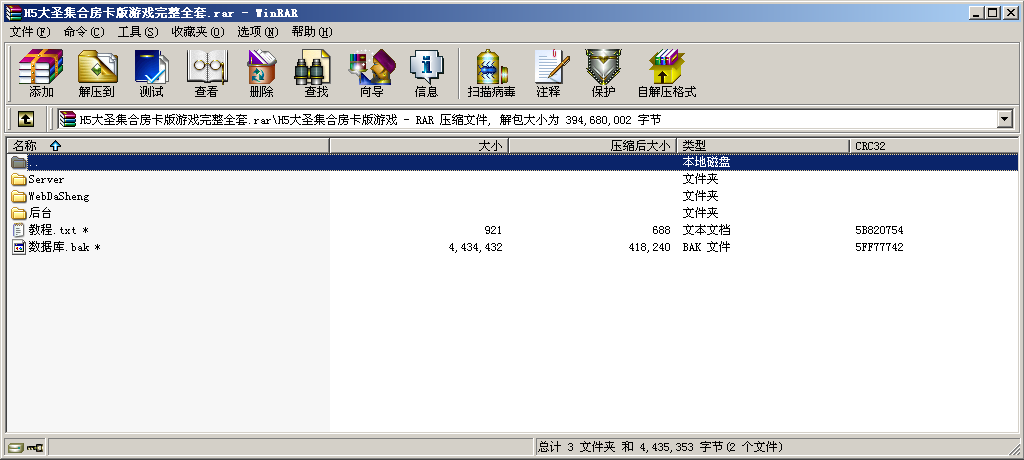 H5大圣集合房卡版游戏完整全套.rar - WinRAR
文件(F) 命令(C) 工具(S) 收藏夹(O) 选项(N) 帮助(H)
添加 解压到 测试 查看 删除 查找 向导 信息 扫描病毒 注释 保护 自解压格式
H5大圣集合房卡版游戏完整全套.rar\H5大圣集合房卡版游戏 - RAR 压缩文件, 解包大小为 394,680,002 字节
名称 大小 压缩后大小 类型 CRC32
.. 本地磁盘
Server 文件夹
WebDaSheng 文件夹
后台 文件夹
教程.txt * 921 688 文本文档 5B820754
数据库.bak * 4,434,432 418,240 BAK 文件 5FF77742
总计 3 文件夹 和 4,435,353 字节(2 个文件)